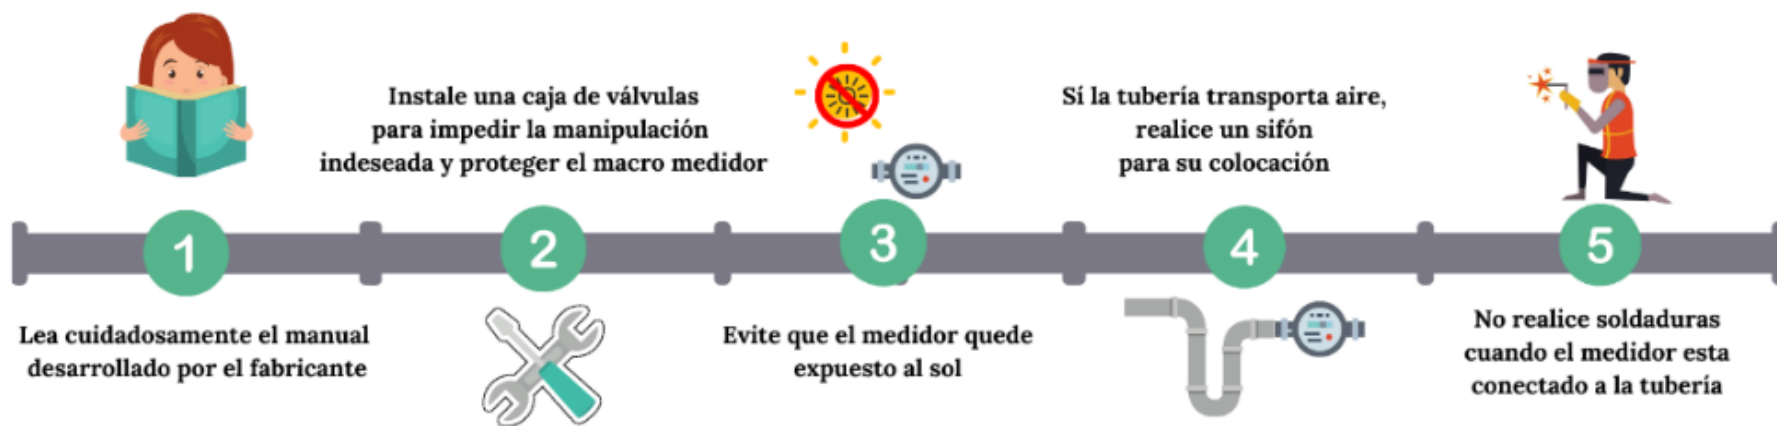 1
Lea cuidadosamente el manual
desarrollado por el fabricante
Instale una caja de válvulas
para impedir la manipulación
indeseada y proteger el macro medidor
2
3
Evite que el medidor quede
expuesto al sol
Sí la tubería transporta aire,
realice un sifón
para su colocación
4
5
No realice soldaduras
cuando el medidor esta
conectado a la tubería